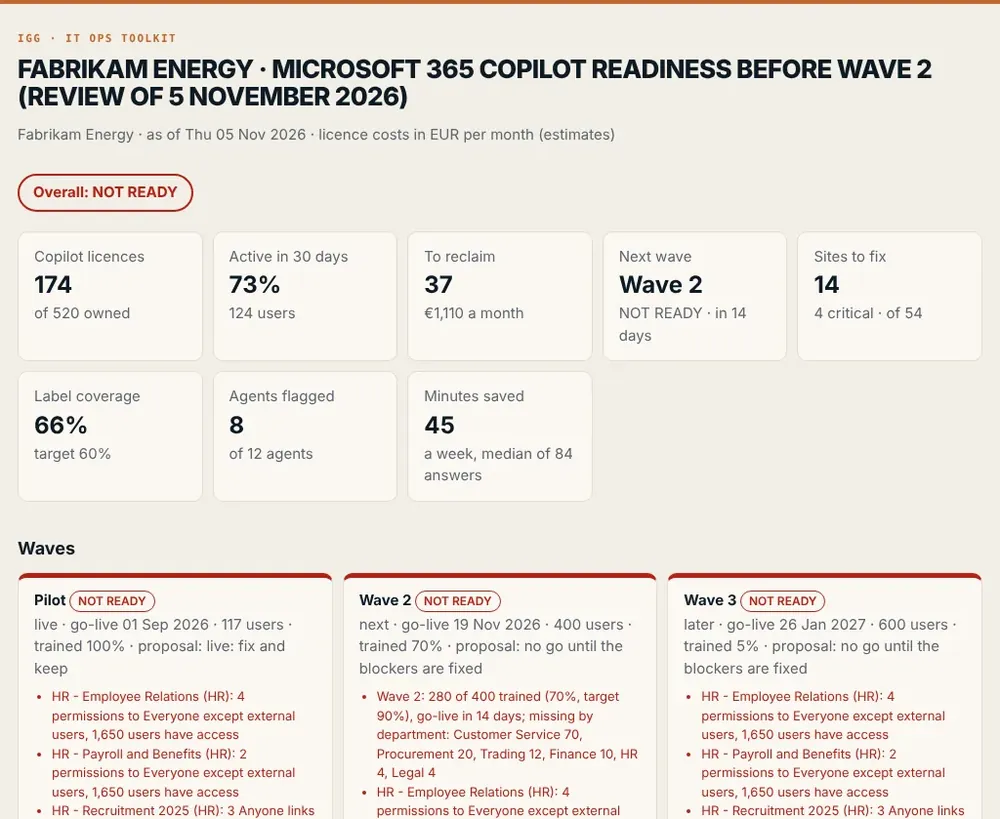 IGG · IT OPS TOOLKIT
FABRIKAM ENERGY · MICROSOFT 365 COPILOT READINESS BEFORE WAVE 2
(REVIEW OF 5 NOVEMBER 2026)
Fabrikam Energy · as of Thu 05 Nov 2026 · licence costs in EUR per month (estimates)
Overall: NOT READY
Copilot licences
174
of 520 owned
Active in 30 days
73%
124 users
To reclaim
37
€1,110 a month
Next wave
Wave 2
NOT READY · in 14
days
Sites to fix
14
4 critical · of 54
Label coverage
66%
target 60%
Agents flagged
8
of 12 agents
Minutes saved
45
a week, median of 84
answers
Waves
Pilot NOT READY
live · go-live 01 Sep 2026 · 117 users ·
trained 100% · proposal: live: fix and
keep
• HR - Employee Relations (HR): 4
permissions to Everyone except external
users, 1,650 users have access
• HR - Payroll and Benefits (HR): 2
permissions to Everyone except external
users, 1,650 users have access
• HR - Recruitment 2025 (HR): 3 Anyone links
Wave 2 NOT READY
next · go-live 19 Nov 2026 · 400 users ·
trained 70% · proposal: no go until the
blockers are fixed
• Wave 2: 280 of 400 trained (70%, target
90%), go-live in 14 days; missing by
department: Customer Service 70,
Procurement 20, Trading 12, Finance 10, HR
4, Legal 4
• HR - Employee Relations (HR): 4
permissions to Everyone except external
Wave 3 NOT READY
later · go-live 26 Jan 2027 · 600 users ·
trained 5% · proposal: no go until the
blockers are fixed
• HR - Employee Relations (HR): 4
permissions to Everyone except external
users, 1,650 users have access
• HR - Payroll and Benefits (HR): 2
permissions to Everyone except external
users, 1,650 users have access
• HR - Recruitment 2025 (HR): 3 Anyone links